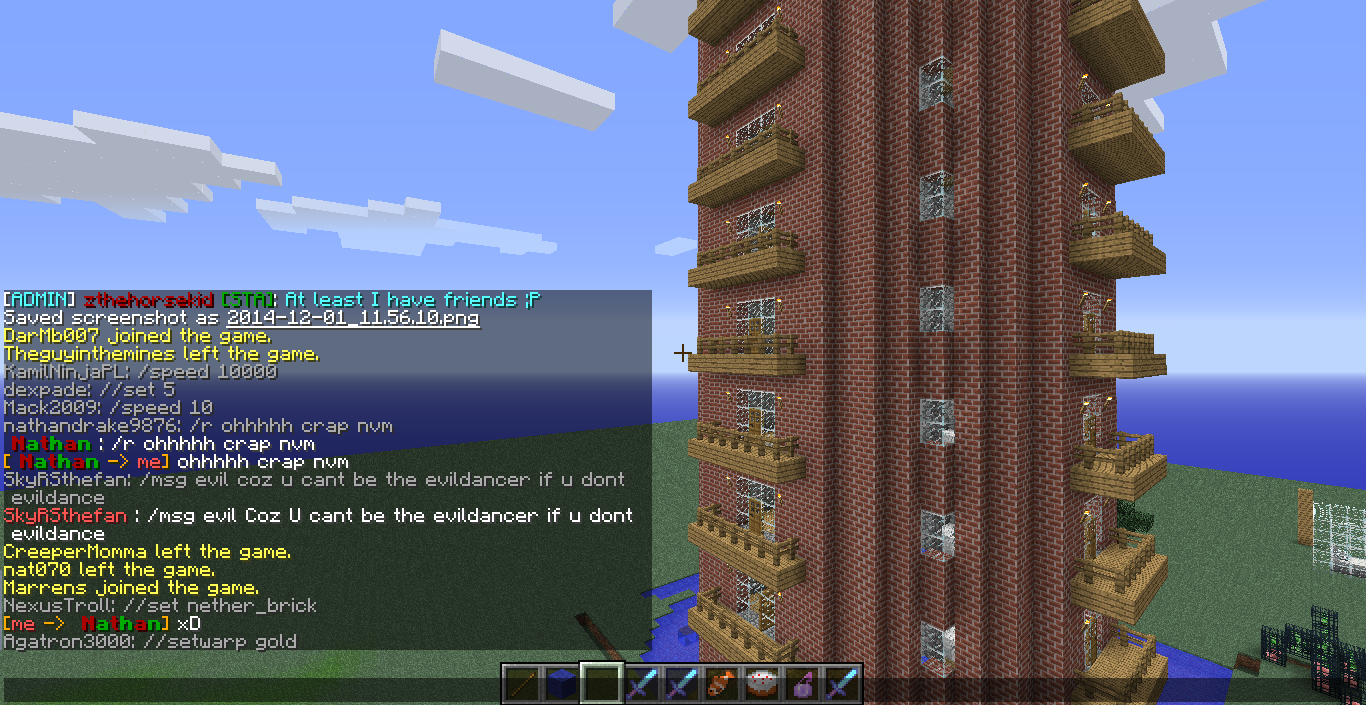 [ADMIN] zthehorsekid [STA]: At least I have friends ;P
Saved screenshot as 2014-12-01_11.56.10.png
DarMb007 joined the game.
Theguyinthemines left the game.
KamilNinjaPL: /speed 10000
dexpade: //set 5
Mack2009: /speed 10
nathandrake9876: /r ohhhhh crap nvm
Nathan : /r ohhhhh crap nvm
[ Nathan -> me] ohhhhh crap nvm
SkyRSthefan: /msg evil coz u cant be the evildancer if u dont
evildance
SkyRSthefan : /msg evil Coz U cant be the evildancer if u dont
evildance
CreeperMomma left the game.
nat070 left the game.
Marrens joined the game.
NexusTroll: //set nether_brick
[me -> Nathan] xD
Agatron3000: //setwarp gold